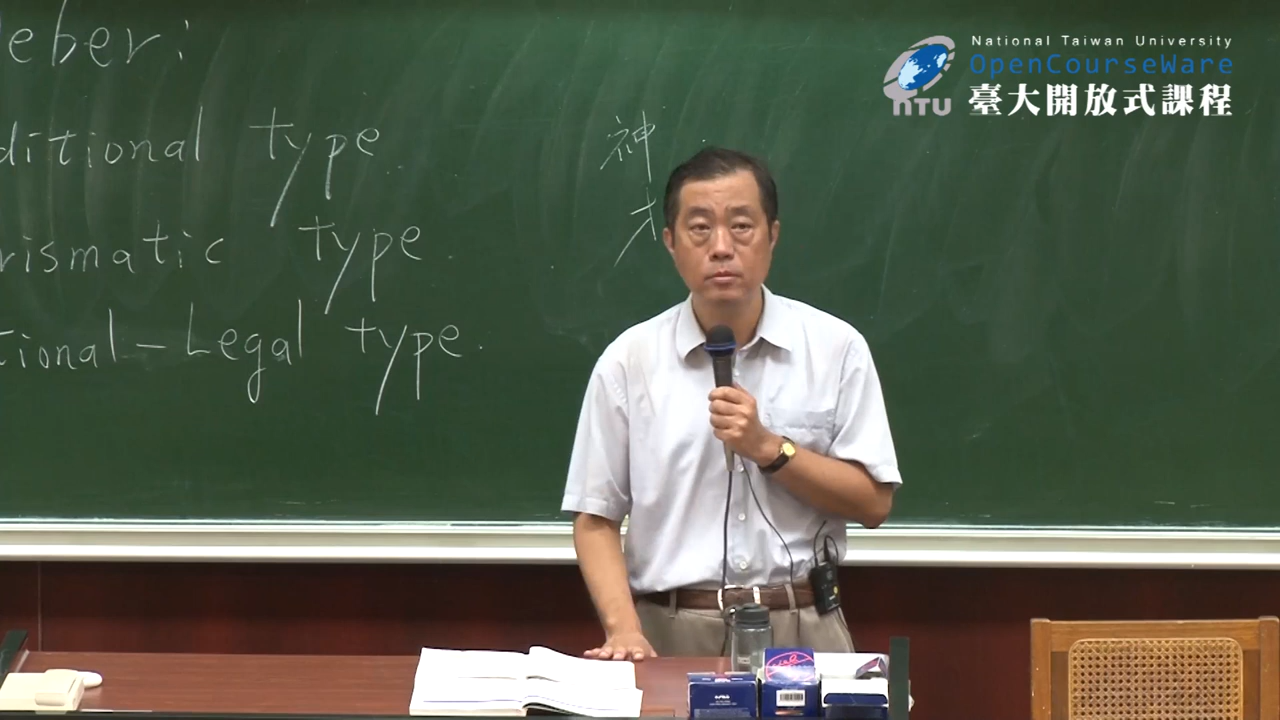 National Taiwan University
OpenCourseWare
NTU
臺大開放式課程
eber:
ditional type.
rismatic type.
tional-Legal type.
神
才